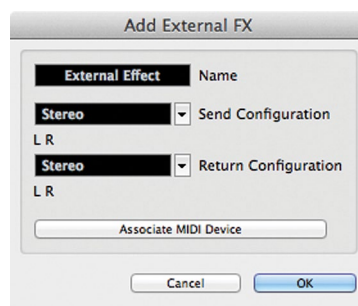 Add External FX
External Effect Name
Stereo Send Configuration
L R
Stereo Return Configuration
L R
Associate MIDI Device
Cancel OK